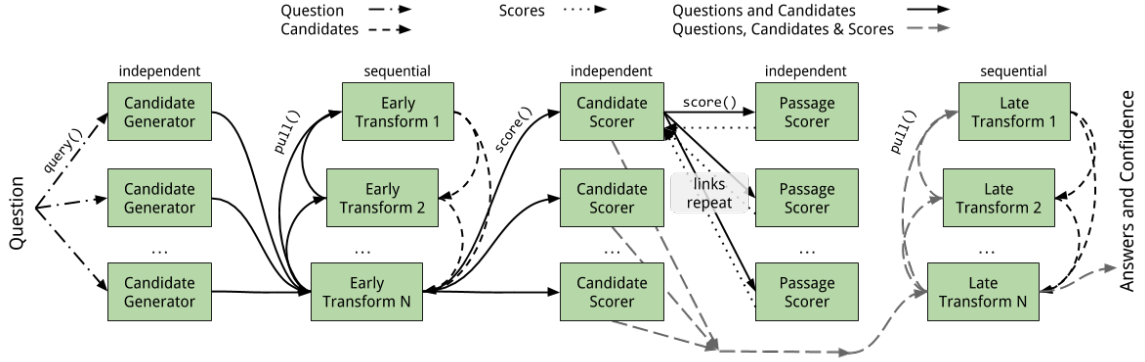 Question
Candidates
Scores
Questions and Candidates
Questions, Candidates & Scores
independent
sequential
independent
independent
sequential
Question
query()
Candidate
Generator
Candidate
Generator
...
Candidate
Generator
pull()
Early
Transform 1
Early
Transform 2
...
Early
Transform N
score()
Candidate
Scorer
Candidate
Scorer
...
Candidate
Scorer
score()
links
repeat
Passage
Scorer
Passage
Scorer
...
Passage
Scorer
pull()
Late
Transform 1
Late
Transform 2
...
Late
Transform N
Answers and Confidence